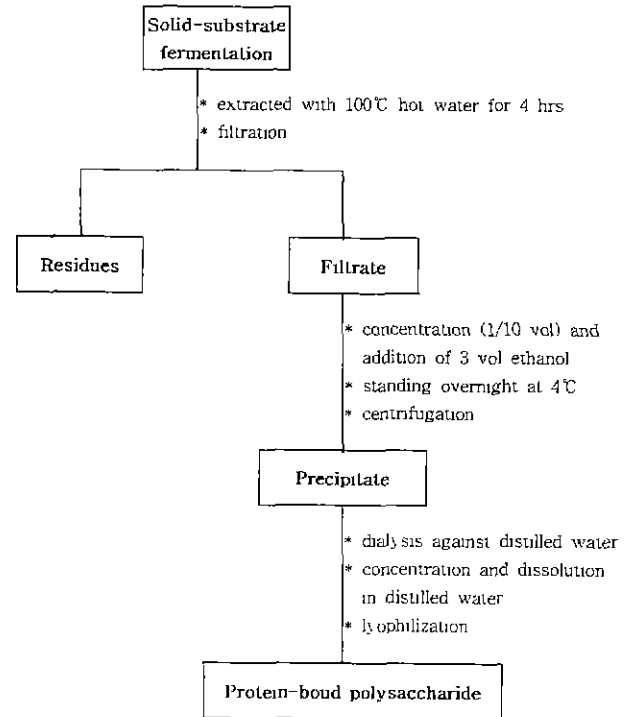 Solid-substrate
fermentation
* extracted with 100℃ hot water for 4 hrs
* filtration
Residues
Filtrate
* concentration (1/10 vol) and
addition of 3 vol ethanol
* standing overnight at 4℃
* centrifugation
Precipitate
* dialysis against distilled water
* concentration and dissolution
in distilled water
* lyophilization
Protein-boud polysaccharide